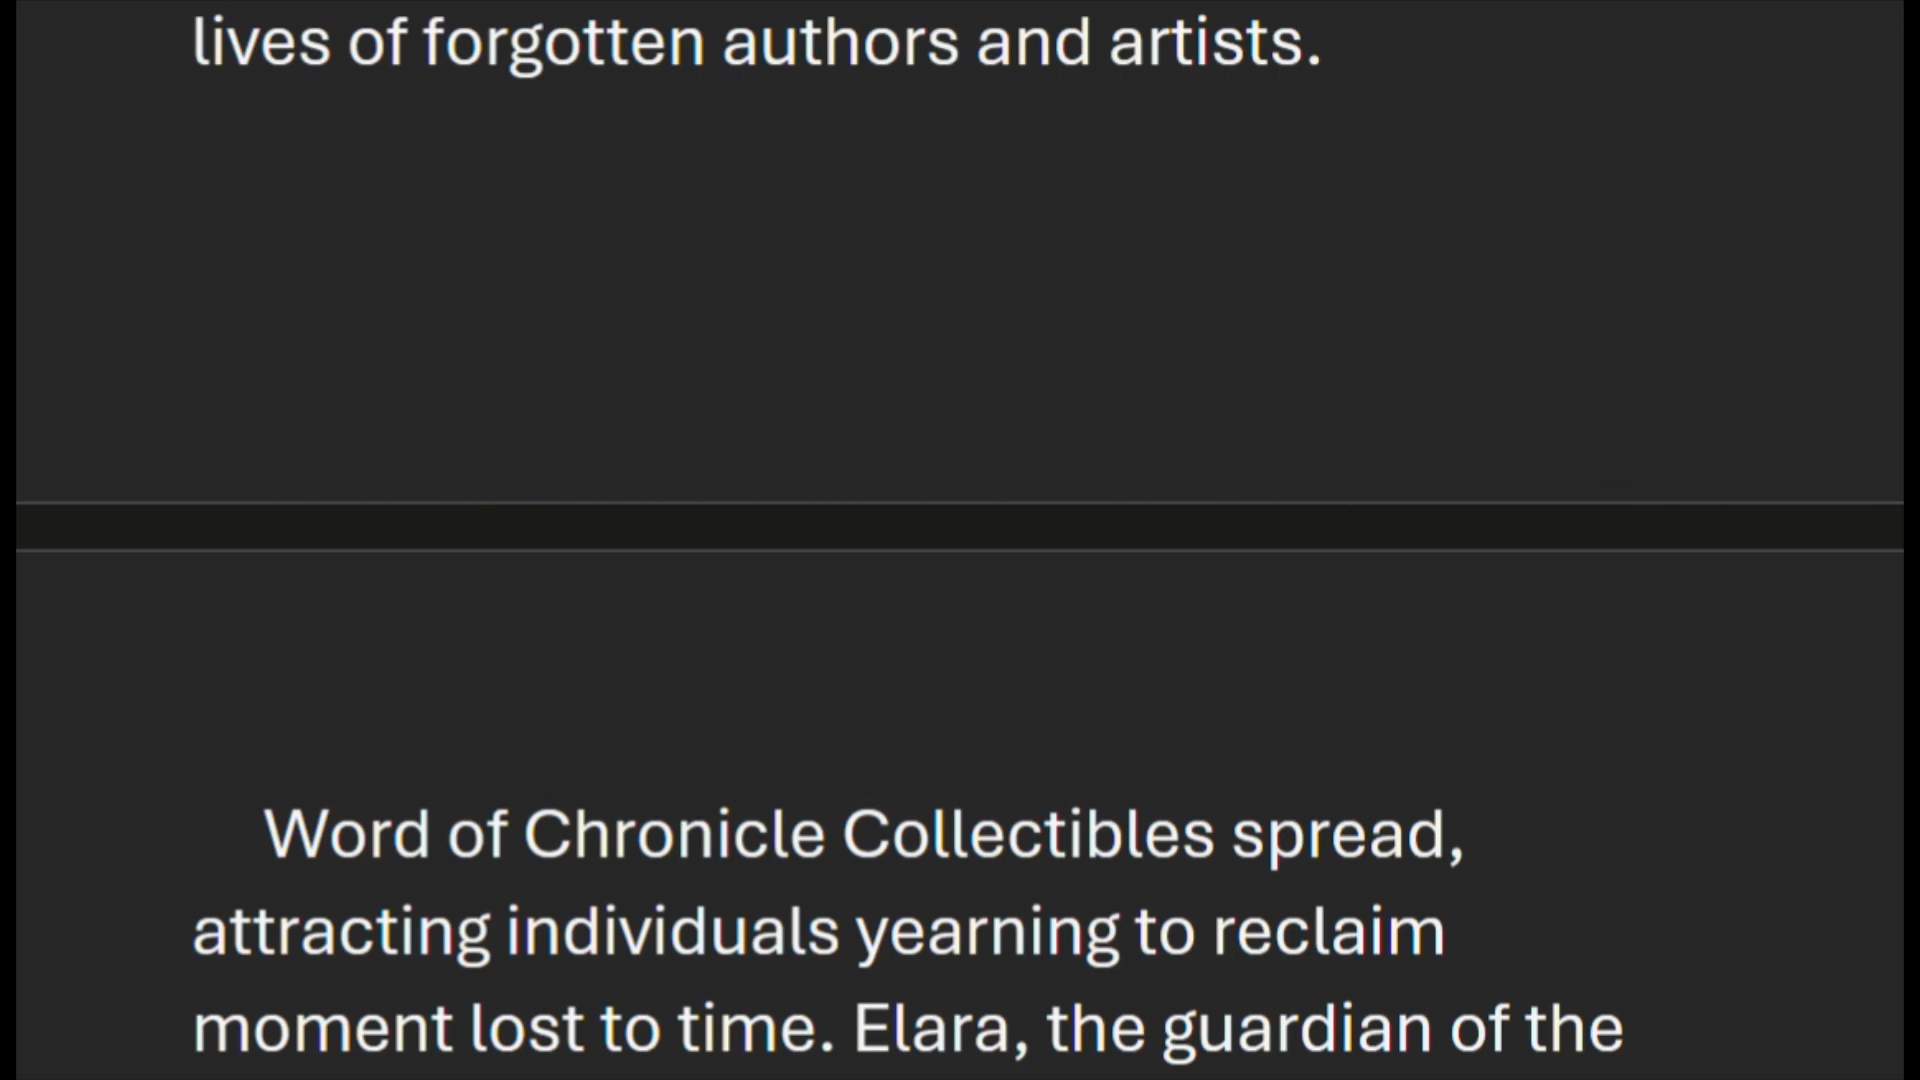 lives of forgotten authors and artists.
Word of Chronicle Collectibles spread,
attracting individuals yearning to reclaim
moment lost to time. Elara, the guardian of the